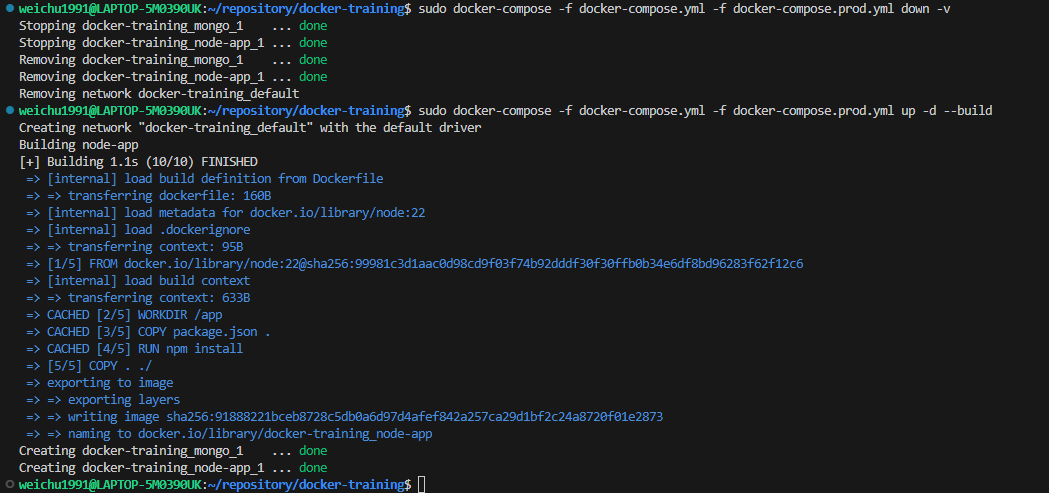 weichu1991@LAPTOP-5M0390UK:~/repository/docker-training$ sudo docker-compose -f docker-compose.yml -f docker-compose.prod.yml down -v
Stopping docker-training_mongo_1    ... done
Stopping docker-training_node-app_1 ... done
Removing docker-training_mongo_1    ... done
Removing docker-training_node-app_1 ... done
Removing network docker-training_default
weichu1991@LAPTOP-5M0390UK:~/repository/docker-training$ sudo docker-compose -f docker-compose.yml -f docker-compose.prod.yml up -d --build
Creating network "docker-training_default" with the default driver
Building node-app
[+] Building 1.1s (10/10) FINISHED
=> [internal] load build definition from Dockerfile
=> => transferring dockerfile: 160B
=> [internal] load metadata for docker.io/library/node:22
=> [internal] load .dockerignore
=> => transferring context: 95B
=> [1/5] FROM docker.io/library/node:22@sha256:99981c3d1aac0d98cd9f03f74b92dddf30f30ffb0b34e6df8bd96283f62f12c6
=> [internal] load build context
=> => transferring context: 633B
=> CACHED [2/5] WORKDIR /app
=> CACHED [3/5] COPY package.json .
=> CACHED [4/5] RUN npm install
=> [5/5] COPY . ./
=> exporting to image
=> => exporting layers
=> => writing image sha256:91888221bceb8728c5db0a6d97d4afef842a257ca29d1bf2c24a8720f01e2873
=> => naming to docker.io/library/docker-training_node-app
Creating docker-training_mongo_1    ... done
Creating docker-training_node-app_1 ... done
weichu1991@LAPTOP-5M0390UK:~/repository/docker-training$